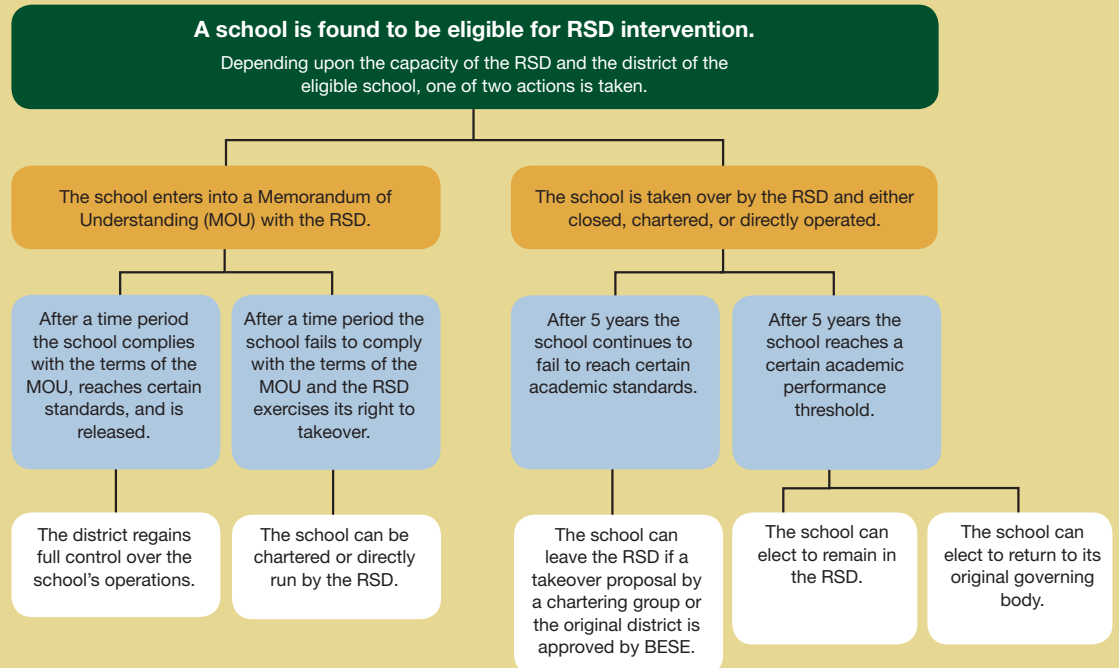 A school is found to be eligible for RSD intervention.
Depending upon the capacity of the RSD and the district of the
eligible school, one of two actions is taken.
The school enters into a Memorandum of
Understanding (MOU) with the RSD.
The school is taken over by the RSD and either
closed, chartered, or directly operated.
After a time period
the school complies
with the terms of the
MOU, reaches certain
standards, and is
released.
After a time period the
school fails to comply
with the terms of the
MOU and the RSD
exercises its right to
takeover.
After 5 years the
school continues to
fail to reach certain
academic standards.
After 5 years the
school reaches a
certain academic
performance
threshold.
The district regains
full control over the
school’s operations.
The school can be
chartered or directly
run by the RSD.
The school can
leave the RSD if a
takeover proposal by
a chartering group or
the original district is
approved by BESE.
The school can
elect to remain in
the RSD.
The school can
elect to return to its
original governing
body.